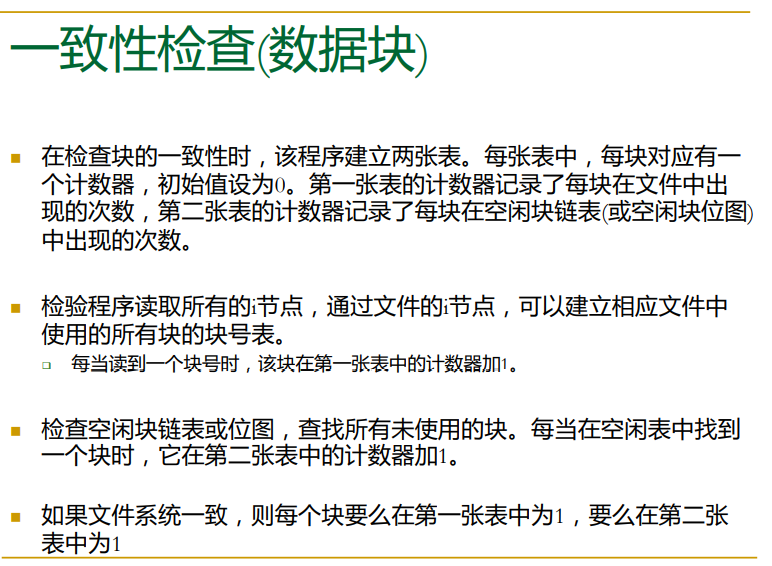 一致性检查(数据块)
在检查块的一致性时，该程序建立两张表。每张表中，每块对应有一
个计数器，初始值设为0。第一张表的计数器记录了每块在文件中出
现的次数，第二张表的计数器记录了每块在空闲块链表(或空闲块位图)
中出现的次数。
检验程序读取所有的i节点，通过文件的i节点，可以建立相应文件中
使用的所有块的块号表。
每当读到一个块号时，该块在第一张表中的计数器加1。
检查空闲块链表或位图，查找所有未使用的块。每当在空闲表中找到
一个块时，它在第二张表中的计数器加1。
如果文件系统一致，则每个块要么在第一张表中为1，要么在第二张
表中为1